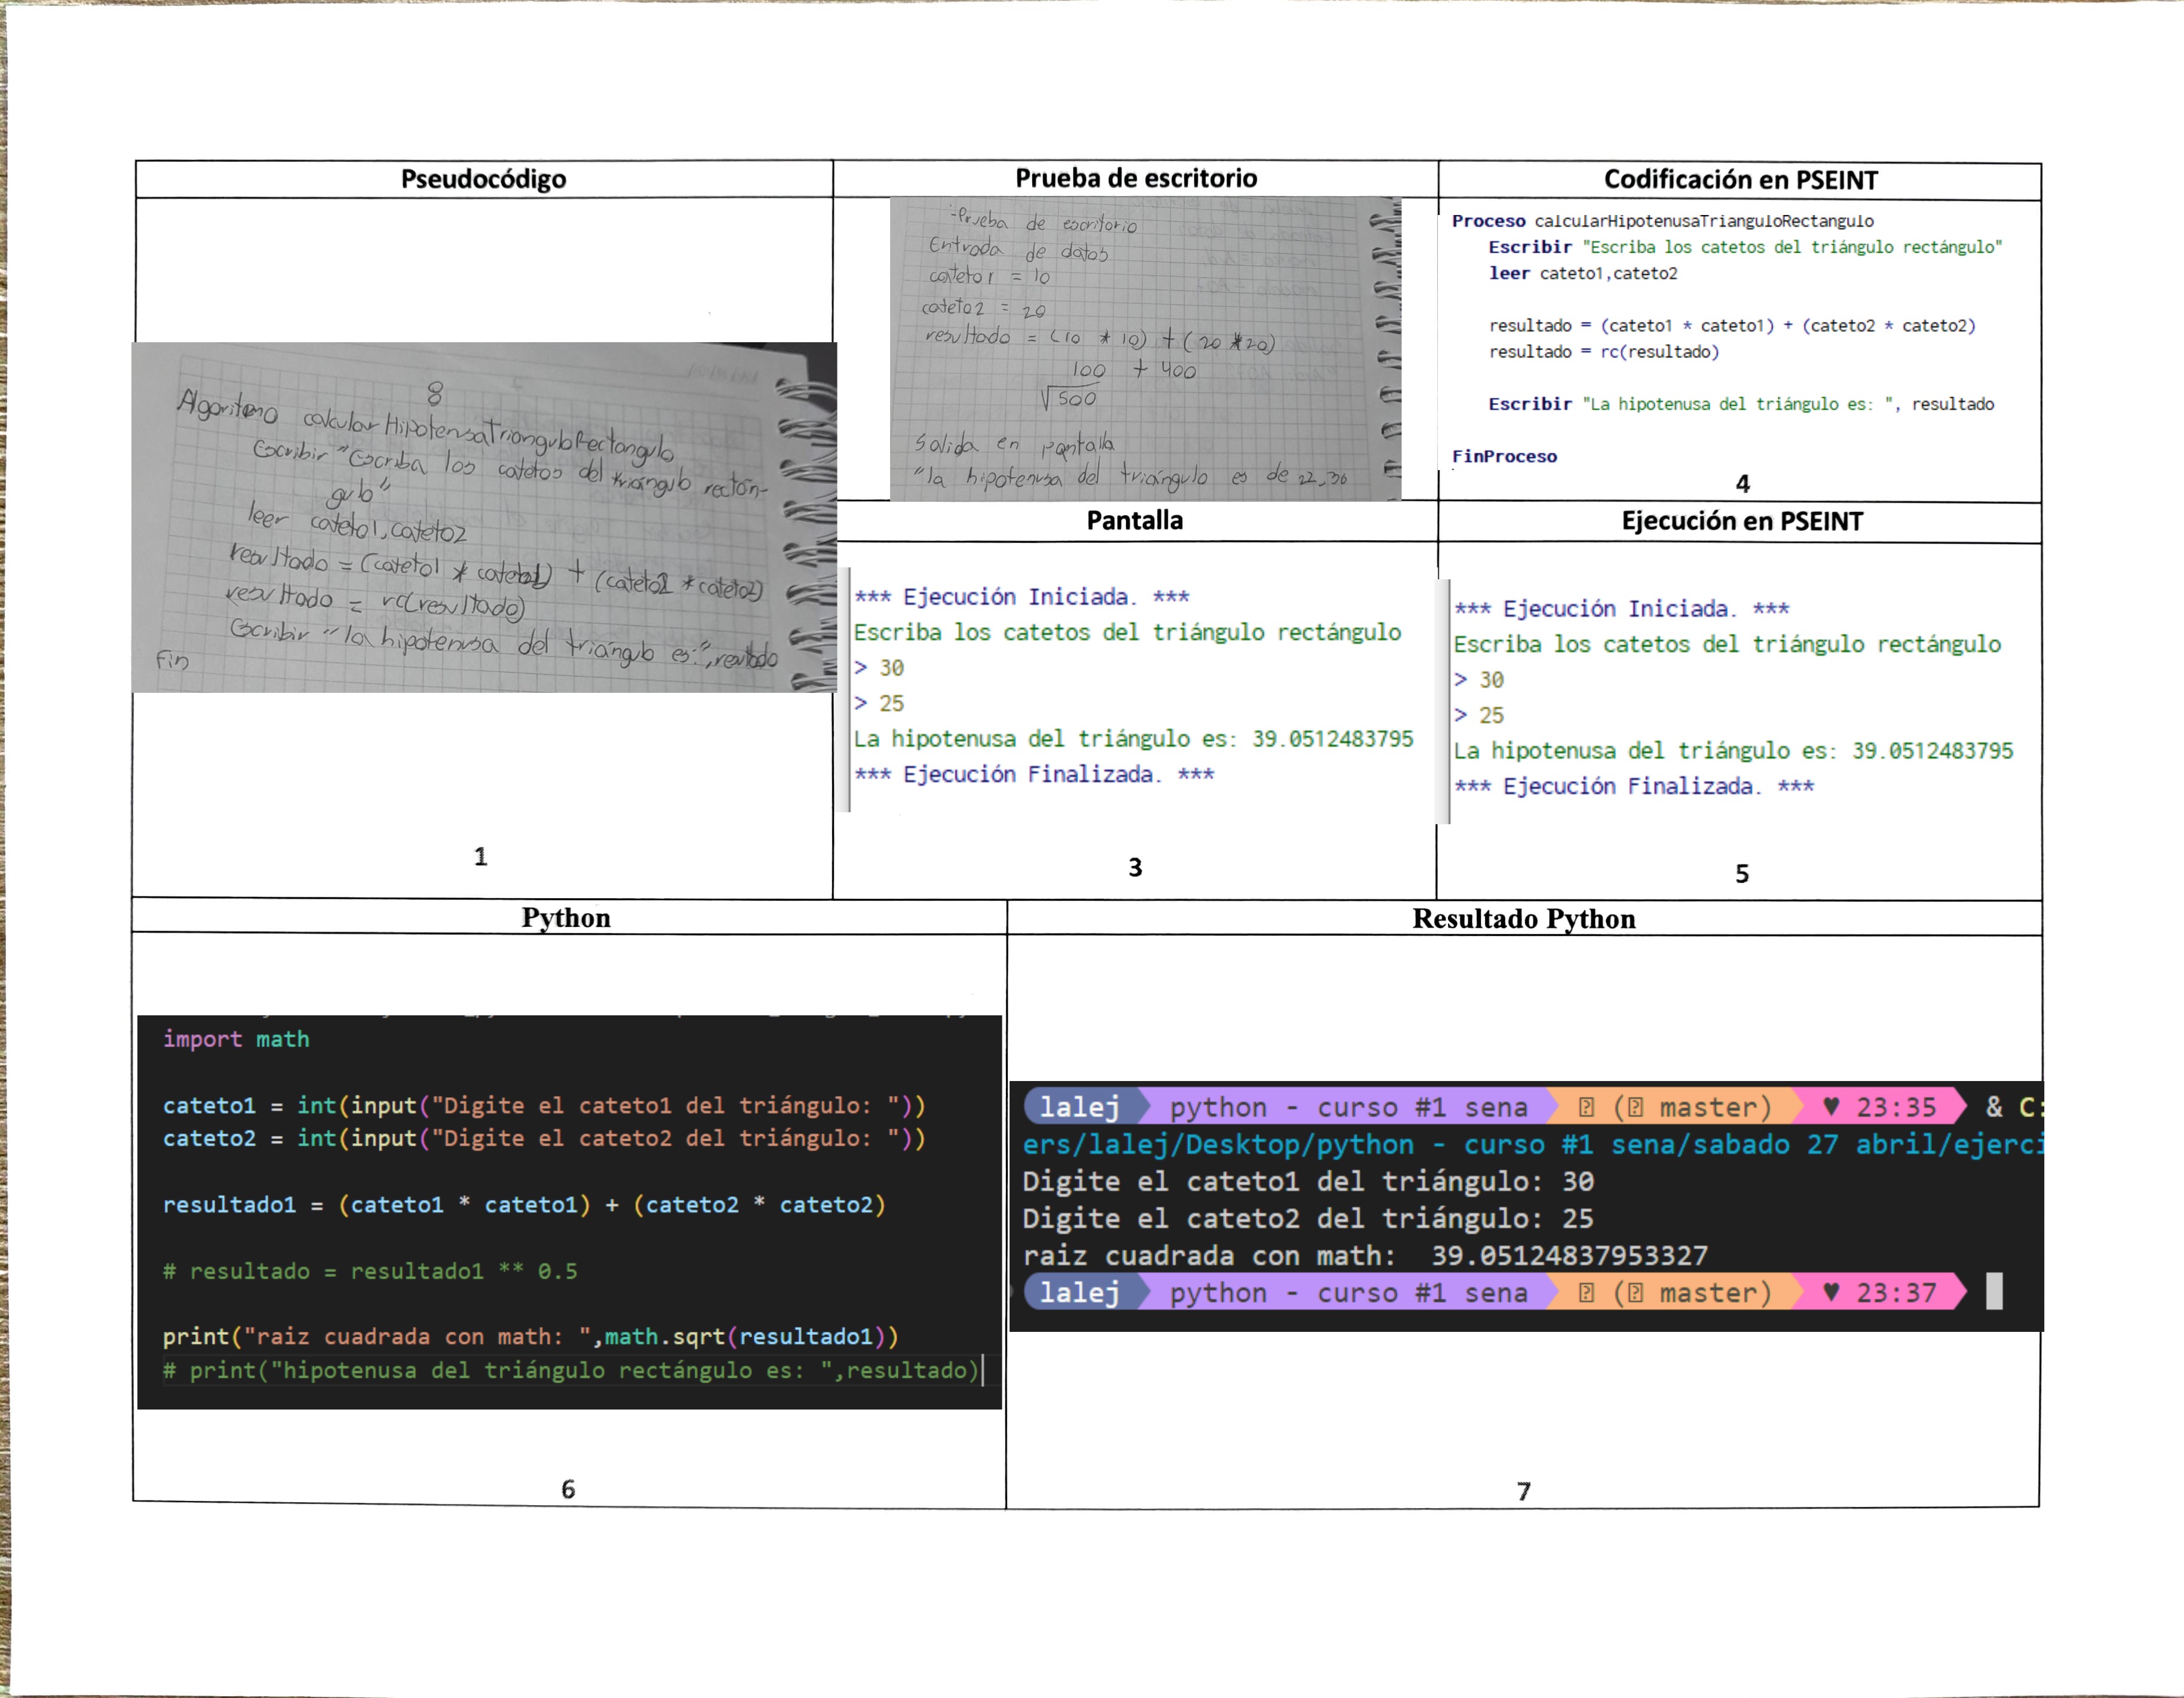 Pseudocódigo
8
Algoritmo calcularHipotensaTrianguloRectangulo
Escribir "Escriba los catetos del triángulo rectán-
gulo"
leer cateto1, cateto2
resultado = (cateto1 * cateto1) + (cateto2 * cateto2)
resultado = rc(resultado)
Escribir "la hipotenusa del triángulo es:", resultado
Fin
1
Prueba de escritorio
-Prueba de escritorio
Entrada de datos
cateto1 = 10
cateto2 = 20
resultado = (10 * 10) + (20 * 20)
100 + 400
√500
Salida en pantalla
"la hipotenusa del triángulo es de 22,36
Pantalla
*** Ejecución Iniciada. ***
Escriba los catetos del triángulo rectángulo
> 30
> 25
La hipotenusa del triángulo es: 39.0512483795
*** Ejecución Finalizada. ***
3
Codificación en PSEINT
Proceso calcularHipotenusaTrianguloRectangulo
Escribir "Escriba los catetos del triángulo rectángulo"
leer cateto1,cateto2
resultado = (cateto1 * cateto1) + (cateto2 * cateto2)
resultado = rc(resultado)
Escribir "La hipotenusa del triángulo es: ", resultado
FinProceso
4
Ejecución en PSEINT
*** Ejecución Iniciada. ***
Escriba los catetos del triángulo rectángulo
> 30
> 25
La hipotenusa del triángulo es: 39.0512483795
*** Ejecución Finalizada. ***
5
Python
import math
cateto1 = int(input("Digite el cateto1 del triángulo: "))
cateto2 = int(input("Digite el cateto2 del triángulo: "))
resultado1 = (cateto1 * cateto1) + (cateto2 * cateto2)
# resultado = resultado1 ** 0.5
print("raiz cuadrada con math: ",math.sqrt(resultado1))
# print("hipotenusa del triángulo rectángulo es: ",resultado)
6
Resultado Python
lalej python - curso #1 sena ( master) ♥ 23:35 & C:
ers/lalej/Desktop/python - curso #1 sena/sabado 27 abril/ejerci
Digite el cateto1 del triángulo: 30
Digite el cateto2 del triángulo: 25
raiz cuadrada con math:  39.05124837953327
lalej python - curso #1 sena ( master) ♥ 23:37
7